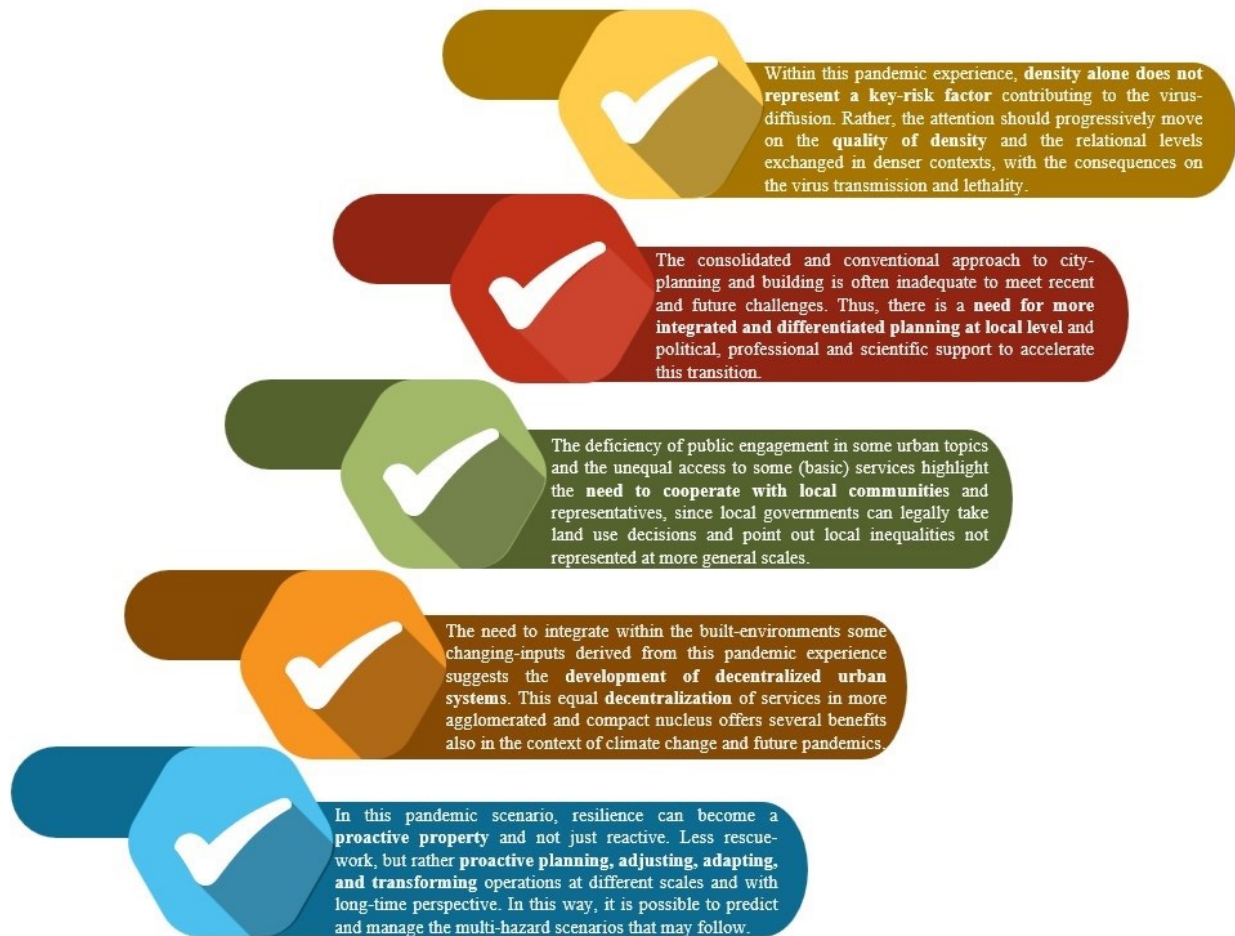 Within this pandemic experience, density alone does not
represent a key-risk factor contributing to the virus-
diffusion. Rather, the attention should progressively move
on the quality of density and the relational levels
exchanged in denser contexts, with the consequences on
the virus transmission and lethality.
The consolidated and conventional approach to city-
planning and building is often inadequate to meet recent
and future challenges. Thus, there is a need for more
integrated and differentiated planning at local level and
political, professional and scientific support to accelerate
this transition.
The deficiency of public engagement in some urban topics
and the unequal access to some (basic) services highlight
the need to cooperate with local communities and
representatives, since local governments can legally take
land use decisions and point out local inequalities not
represented at more general scales.
The need to integrate within the built-environments some
changing-inputs derived from this pandemic experience
suggests the development of decentralized urban
systems. This equal decentralization of services in more
agglomerated and compact nucleus offers several benefits
also in the context of climate change and future pandemics.
In this pandemic scenario, resilience can become a
proactive property and not just reactive. Less rescue-
work, but rather proactive planning, adjusting, adapting,
and transforming operations at different scales and with
long-time perspective. In this way, it is possible to predict
and manage the multi-hazard scenarios that may follow.